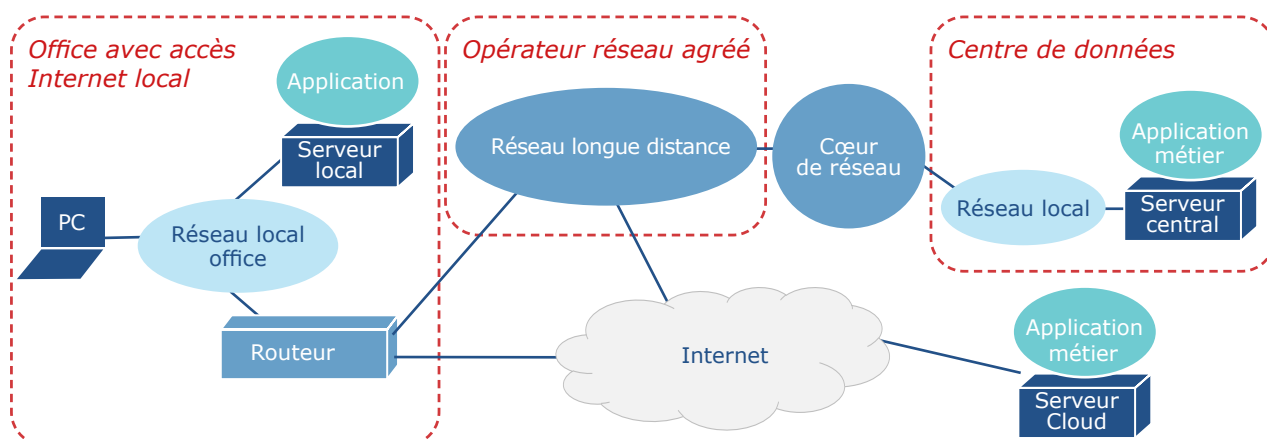 Office avec accès
Internet local
Application
Serveur
local
PC
Réseau local
office
Routeur
Opérateur réseau agréé
Réseau longue distance
Cœur
de réseau
Internet
Centre de données
Application
métier
Réseau local
Serveur
central
Application
métier
Serveur
Cloud